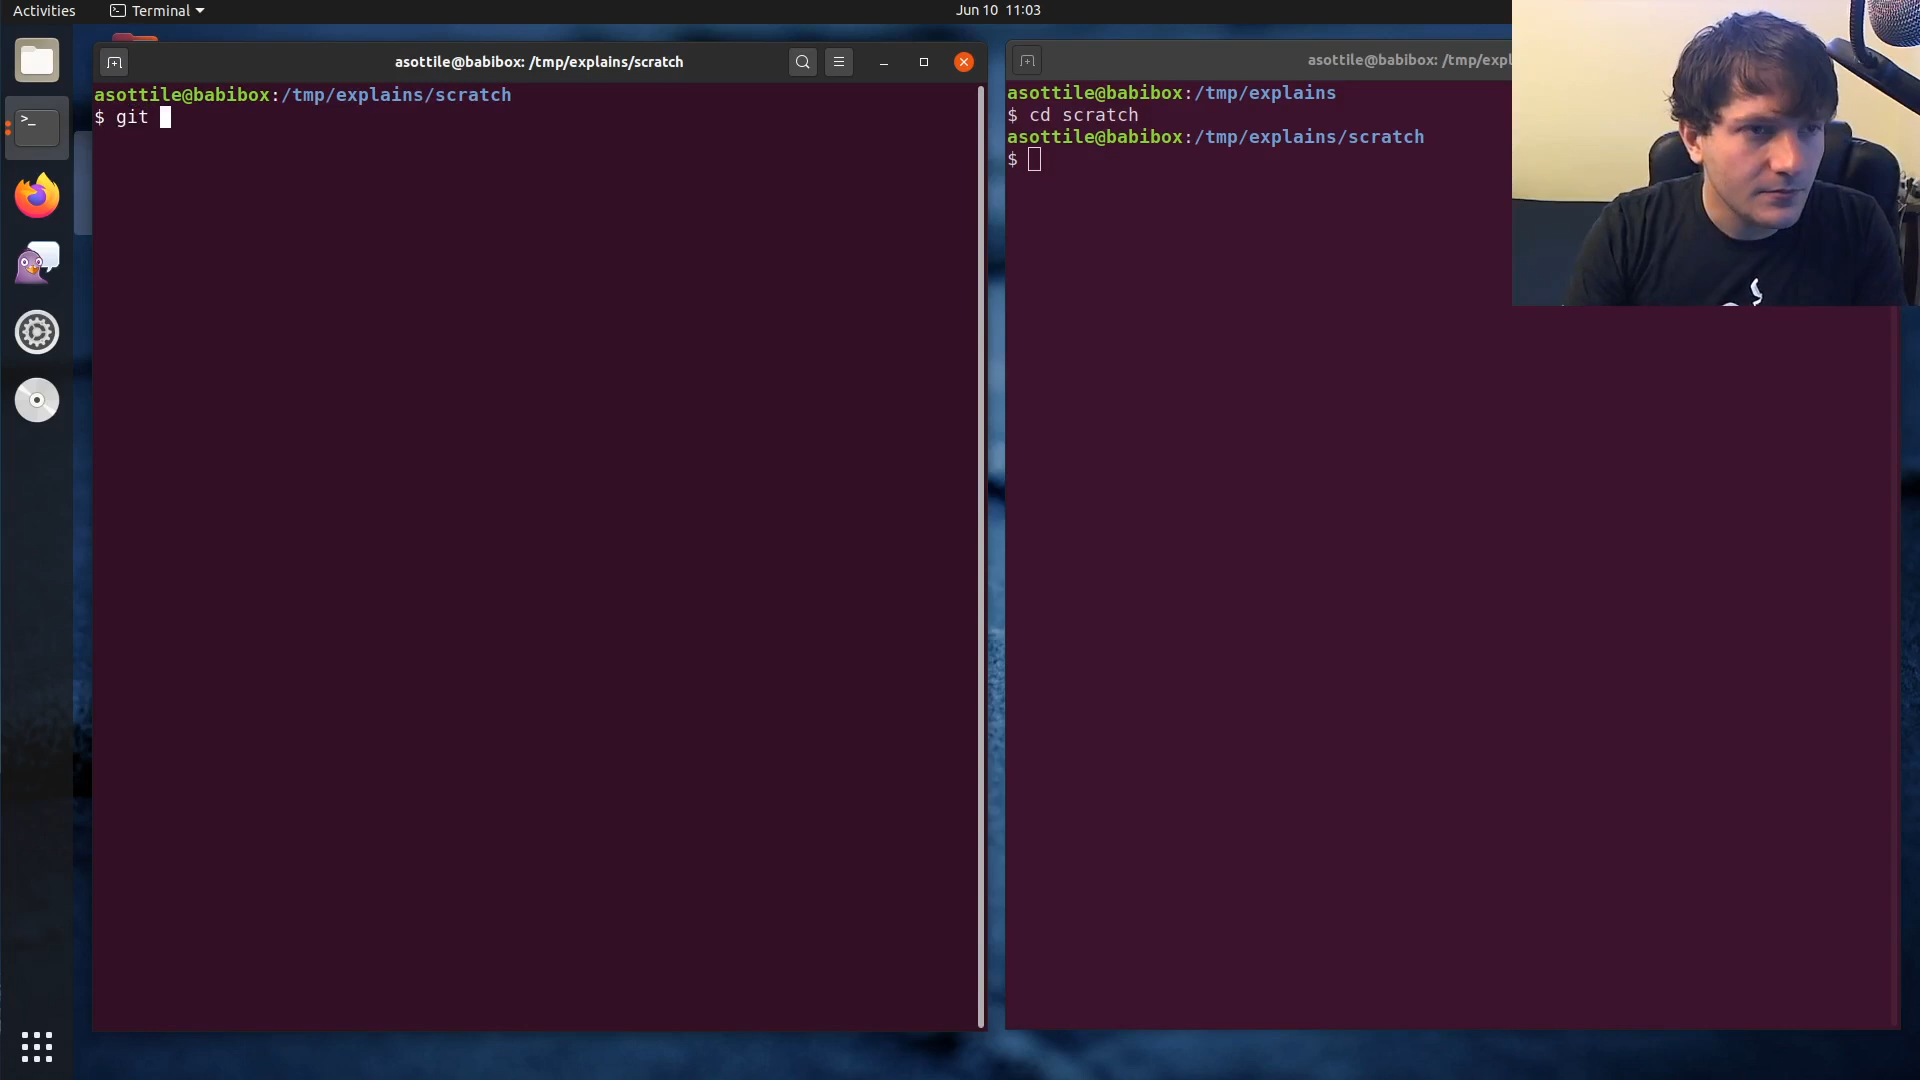 Activities
Terminal
Jun 10 11:03
asottile@babibox: /tmp/explains/scratch
asottile@babibox:/tmp/explains/scratch
$ git
asottile@babibox: /tmp/expl
asottile@babibox:/tmp/explains
$ cd scratch
asottile@babibox:/tmp/explains/scratch
$